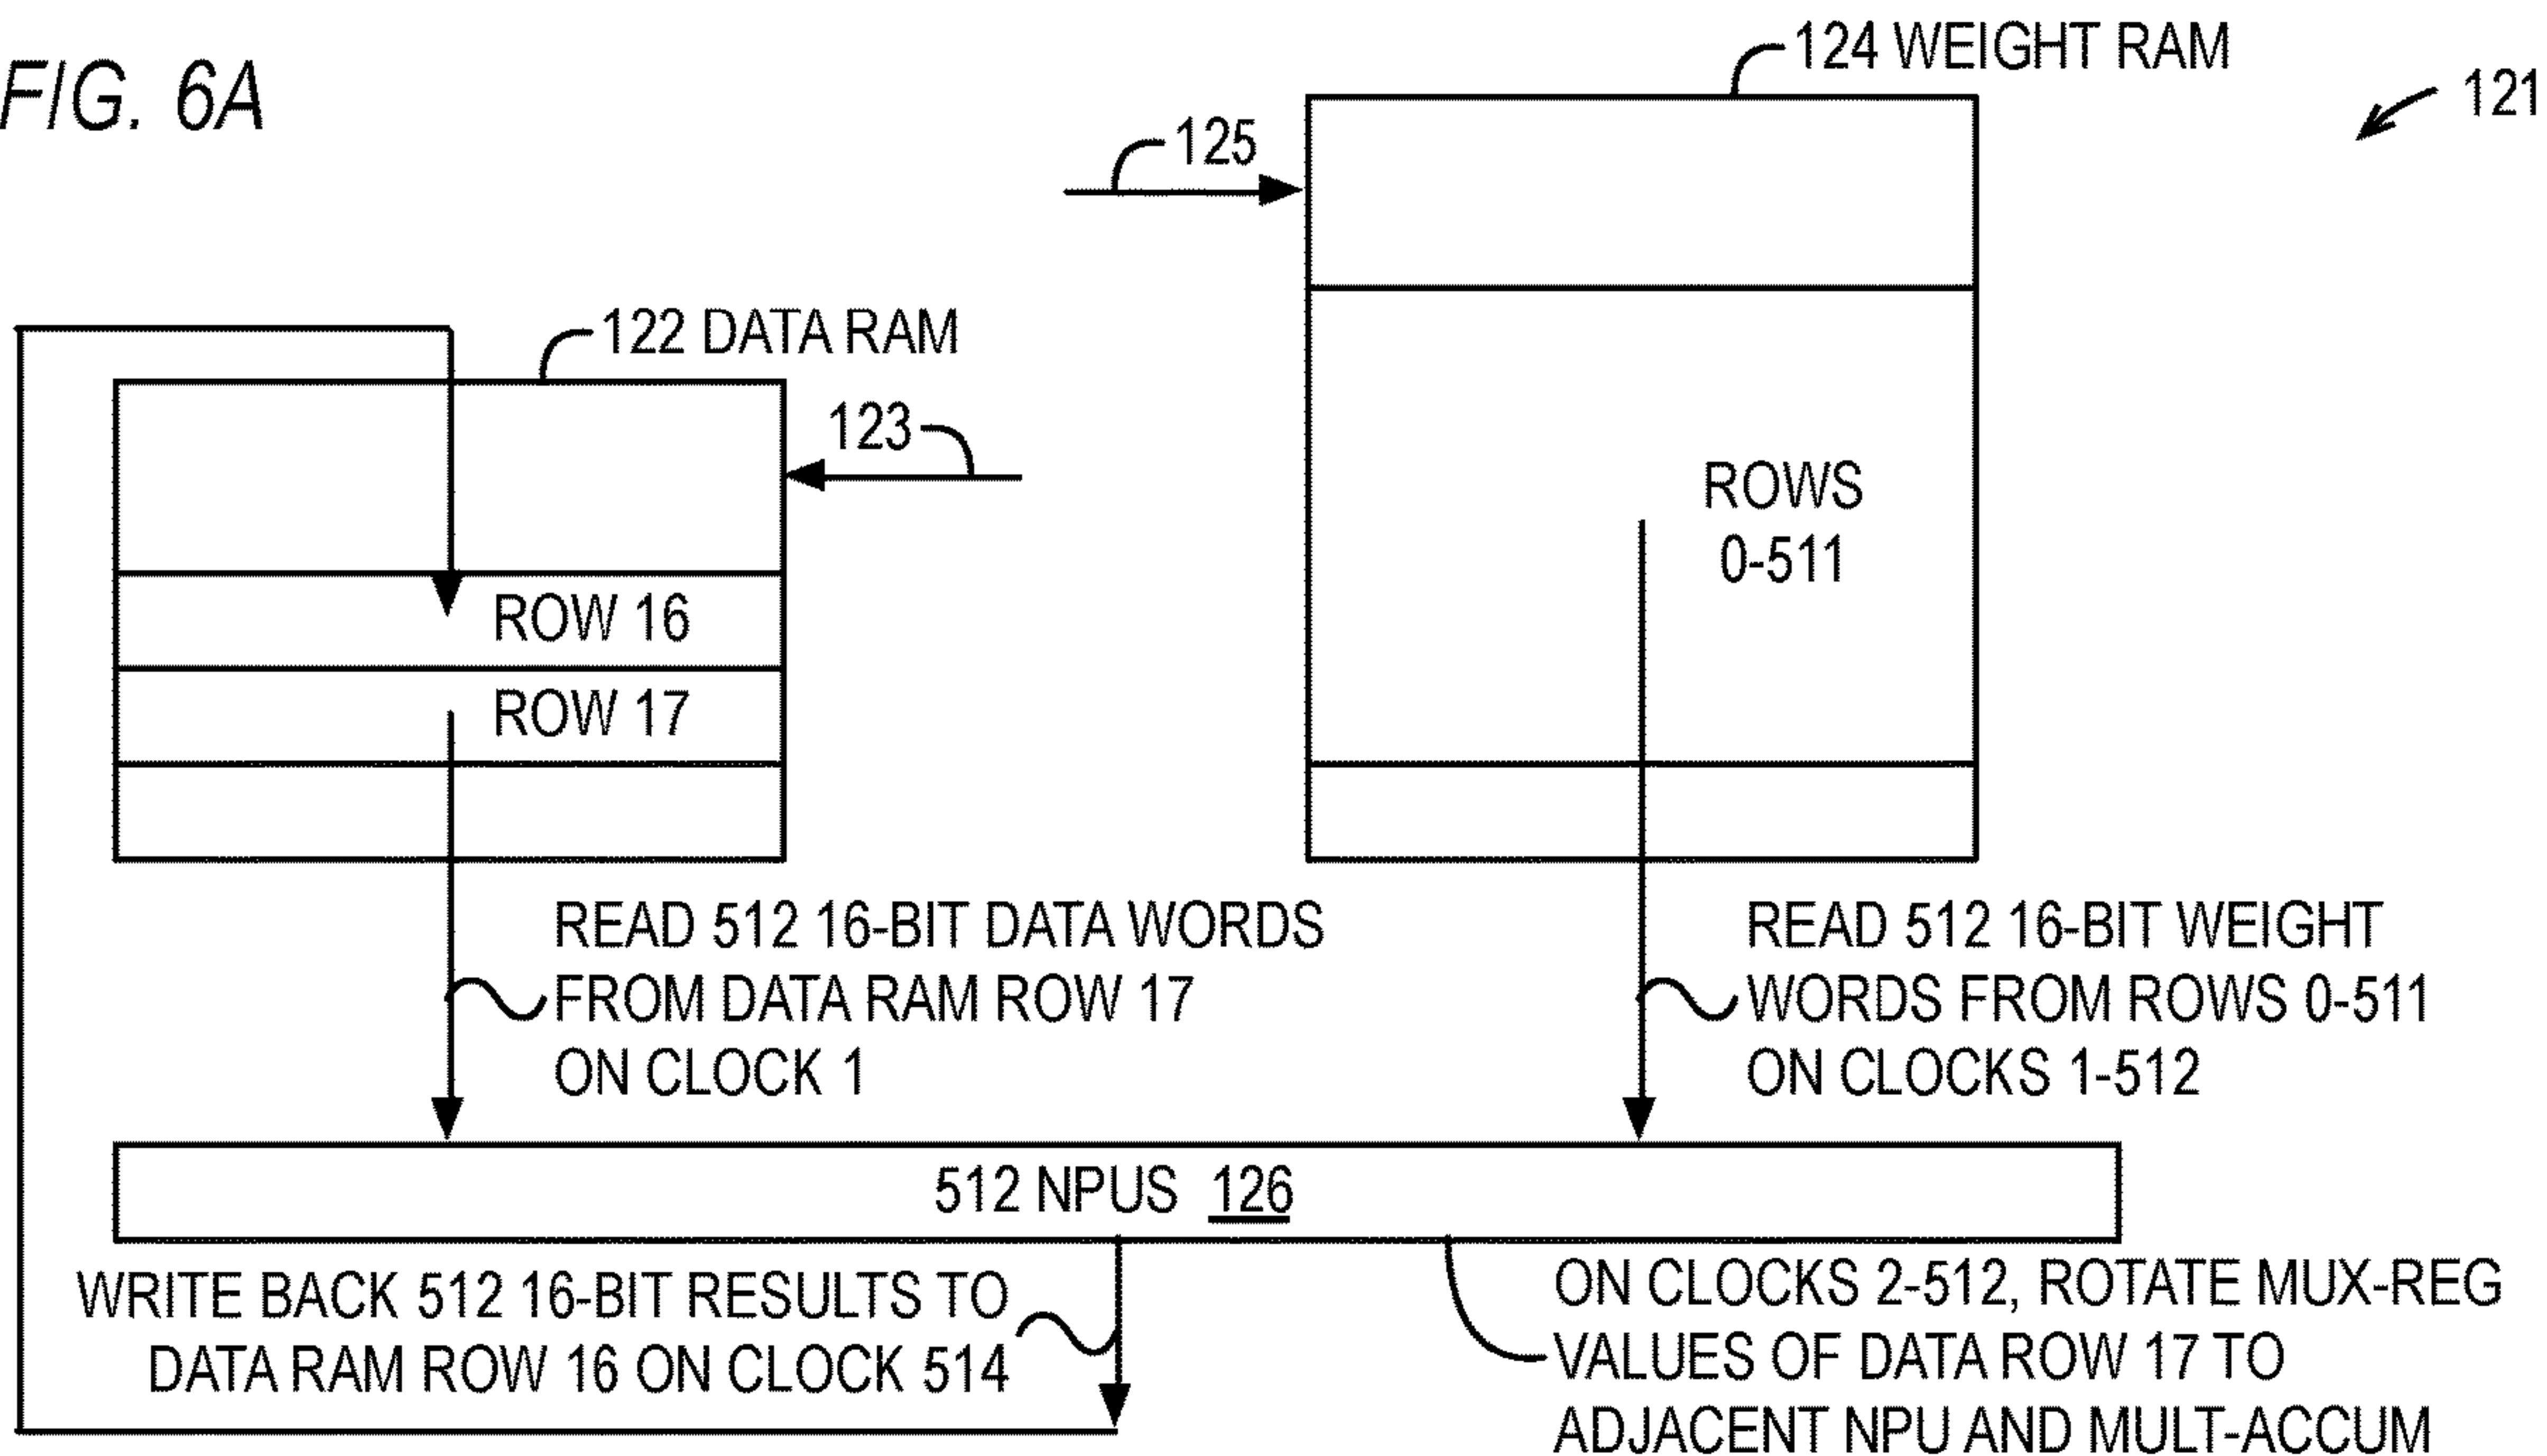 FIG. 6A
124 WEIGHT RAM
121
125
122 DATA RAM
123
ROWS
0-511
ROW 16
ROW 17
READ 512 16-BIT DATA WORDS
FROM DATA RAM ROW 17
ON CLOCK 1
READ 512 16-BIT WEIGHT
WORDS FROM ROWS 0-511
ON CLOCKS 1-512
512 NPUS 126
WRITE BACK 512 16-BIT RESULTS TO
DATA RAM ROW 16 ON CLOCK 514
ON CLOCKS 2-512, ROTATE MUX-REG
VALUES OF DATA ROW 17 TO
ADJACENT NPU AND MULT-ACCUM